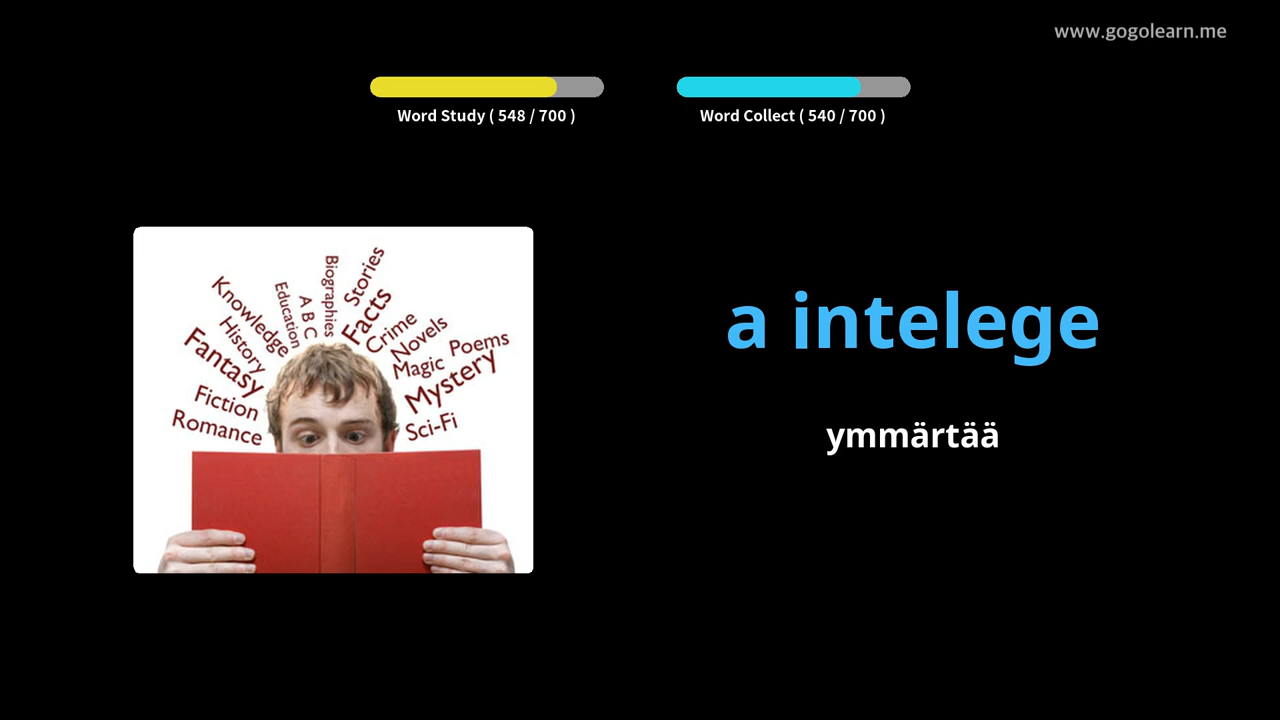 www.gogolearn.me
Word Study ( 548 / 700 )
Word Collect ( 540 / 700 )
Knowledge
History
Fantasy
Fiction
Romance
Education
A B C
Biographies
Stories
Facts
Crime
Novels
Magic
Poems
Mystery
Sci-Fi
a intelege
ymmärtää